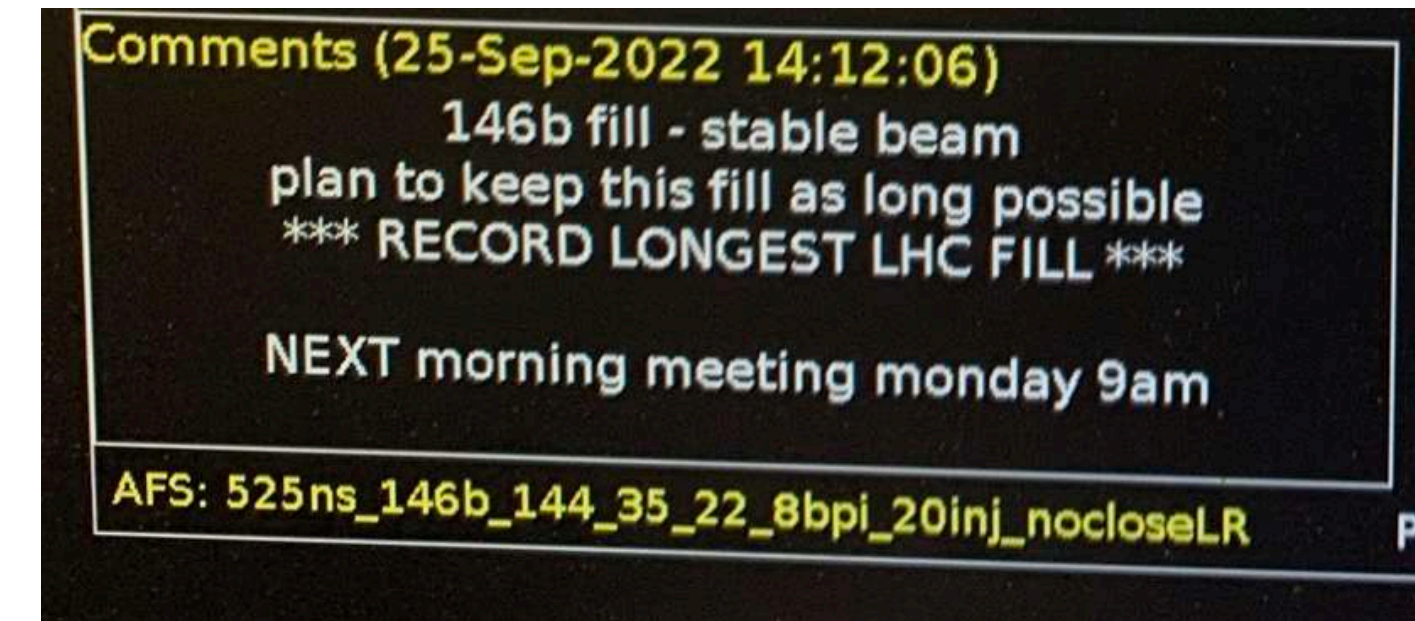 Comments (25-Sep-2022 14:12:06)
146b fill - stable beam
plan to keep this fill as long possible
*** RECORD LONGEST LHC FILL ***
NEXT morning meeting monday 9am
AFS: 525ns_146b_144_35_22_8bpi_20inj_nocloseLR